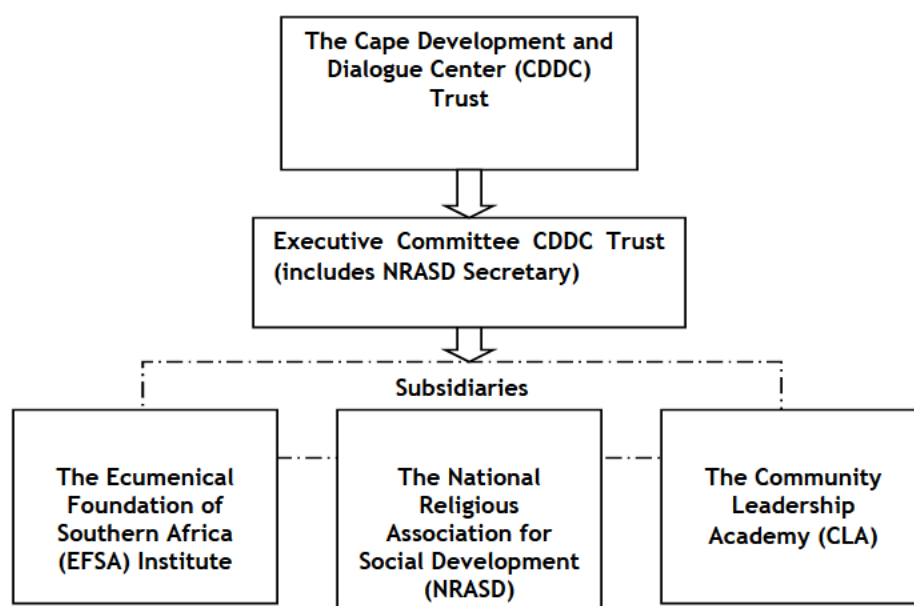 The Cape Development and
Dialogue Center (CDDC)
Trust
Executive Committee CDDC Trust
(includes NRASD Secretary)
Subsidiaries
The Ecumenical
Foundation of
Southern Africa
(EFSA) Institute
The National
Religious
Association for
Social Development
(NRASD)
The Community
Leadership
Academy (CLA)